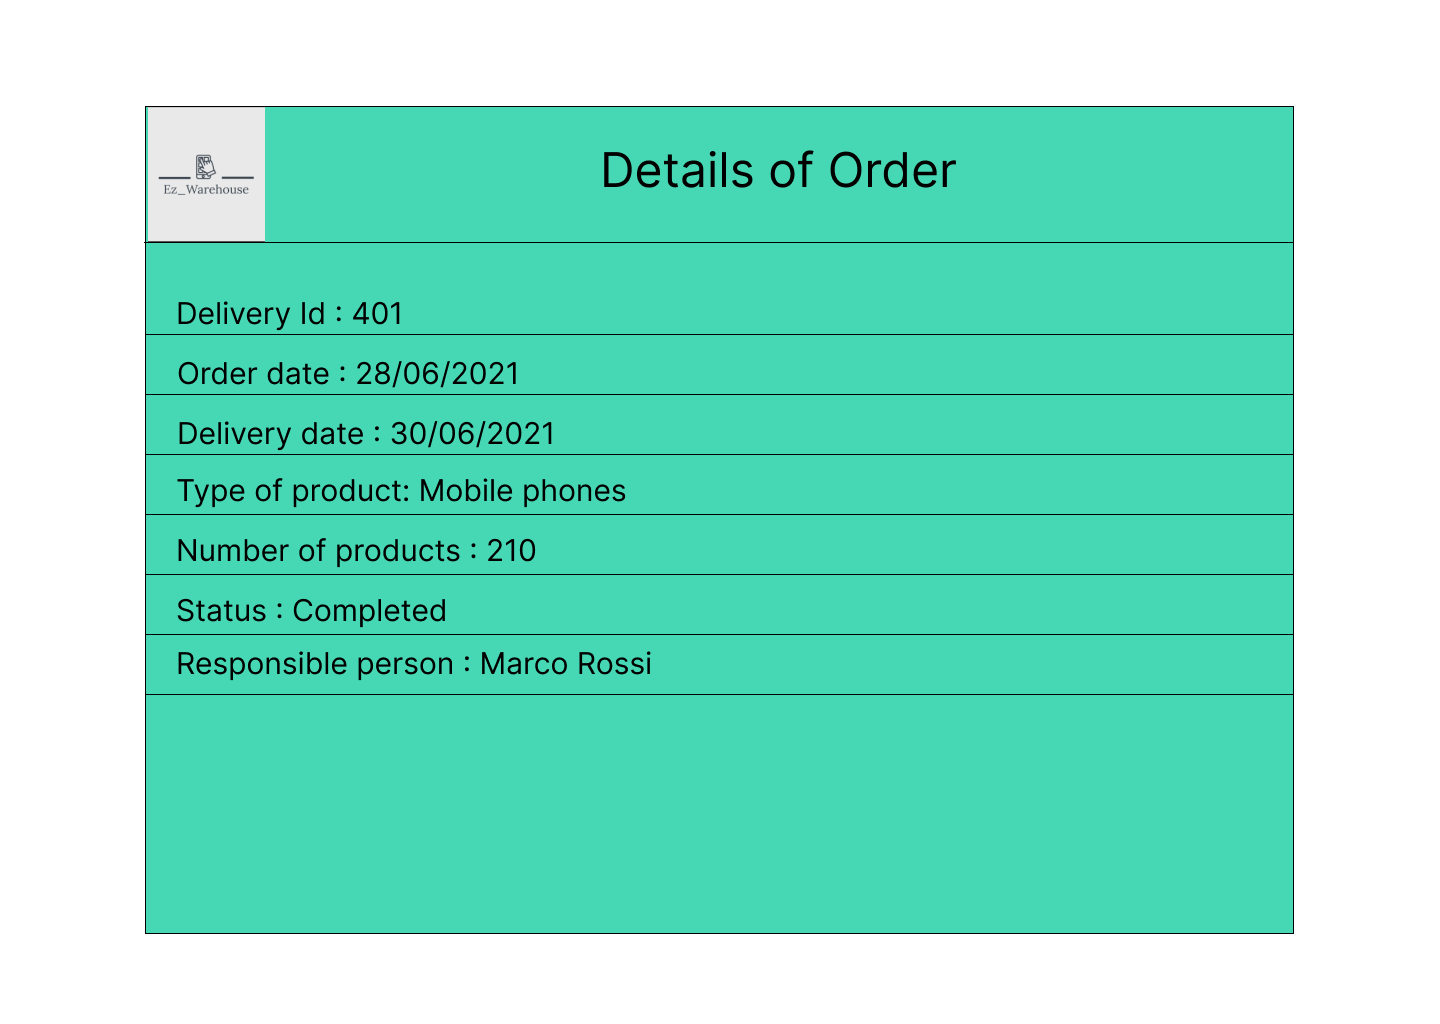 Ez_Warehouse
Details of Order
Delivery Id : 401
Order date : 28/06/2021
Delivery date : 30/06/2021
Type of product: Mobile phones
Number of products : 210
Status : Completed
Responsible person : Marco Rossi